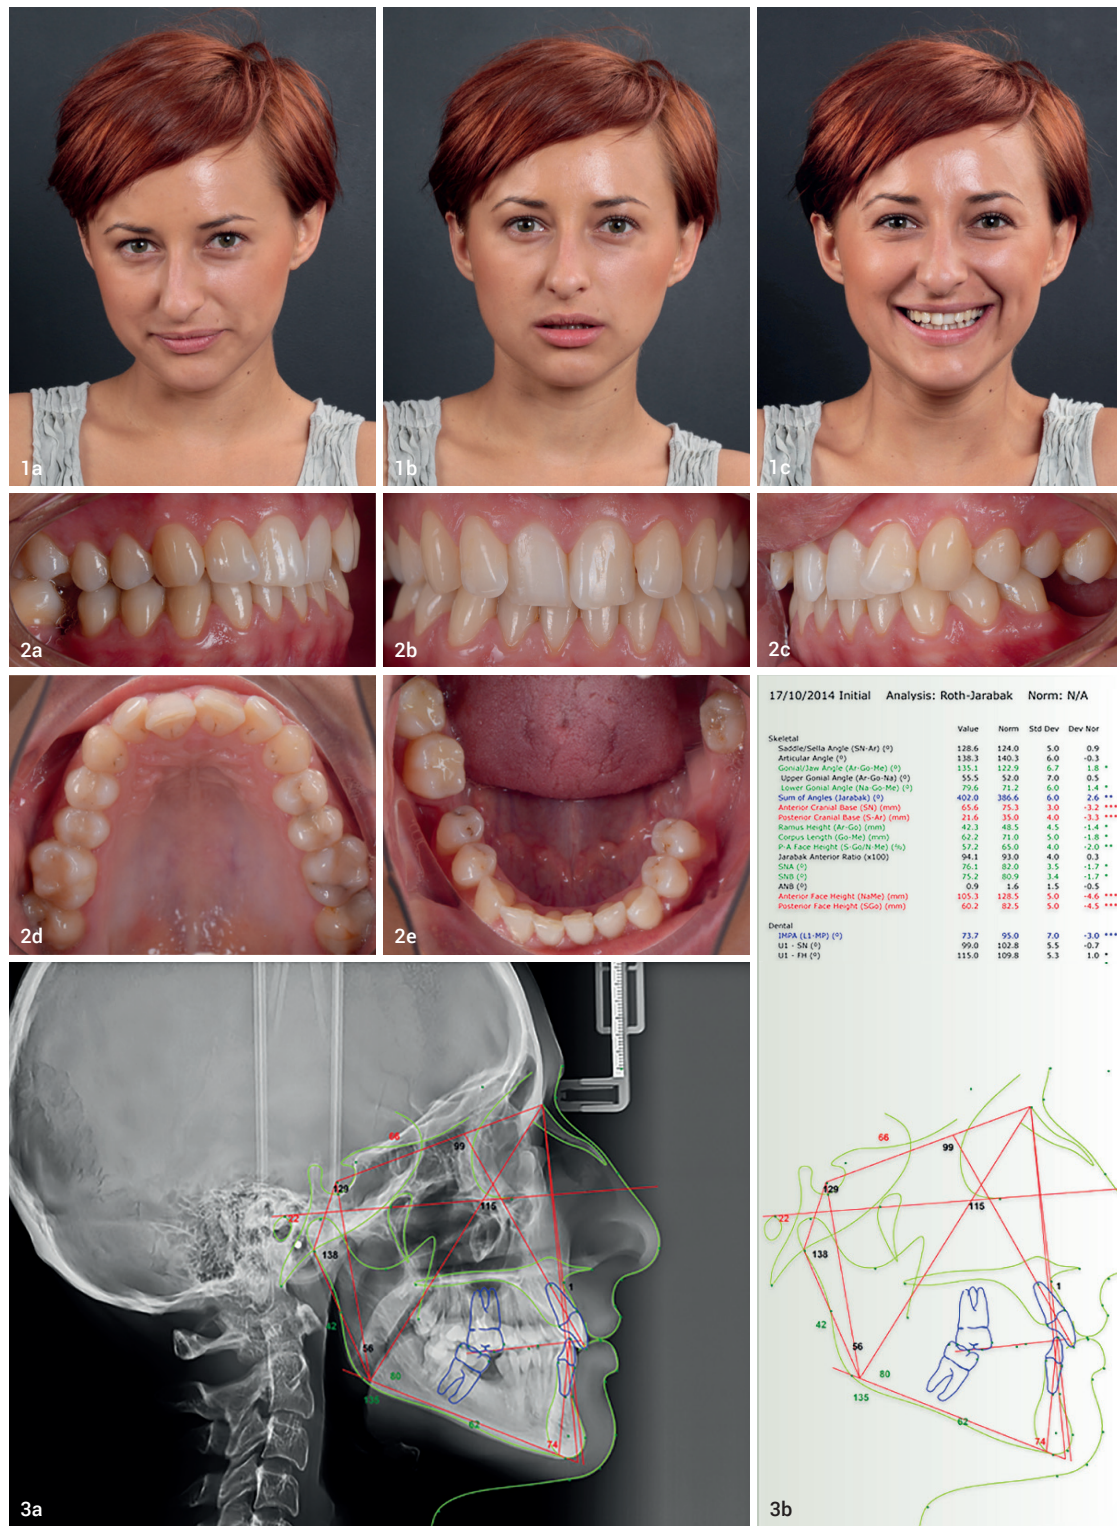 1a
1b
1c
2a
2b
2c
2d
2e
17/10/2014 Initial Analysis: Roth-Jarabak Norm: N/A
Value Norm Std Dev Dev Nor
Skeletal
Saddle/Sella Angle (SN-Ar) (º) 128.6 124.0 5.0 0.9
Articular Angle (º) 138.3 140.3 6.0 -0.3
Gonial/Jaw Angle (Ar-Go-Me) (º) 135.1 122.9 6.7 1.8 *
Upper Gonial Angle (Ar-Go-Na) (º) 55.5 52.0 7.0 0.5
Lower Gonial Angle (Na-Go-Me) (º) 79.6 71.2 6.0 1.4 *
Sum of Angles (Jarabak) (º) 402.0 386.6 6.0 2.6 **
Anterior Cranial Base (SN) (mm) 65.6 75.3 3.0 -3.2 ***
Posterior Cranial Base (S-Ar) (mm) 21.6 35.0 4.0 -3.3 ***
Ramus Height (Ar-Go) (mm) 42.3 48.5 4.5 -1.4 *
Corpus Length (Go-Me) (mm) 62.2 71.0 5.0 -1.8 *
P-A Face Height (S-Go/N-Me) (%) 57.2 65.0 4.0 -2.0 **
Jarabak Anterior Ratio (x100) 94.1 93.0 4.0 0.3
SNA (º) 76.1 82.0 3.5 -1.7 *
SNB (º) 75.2 80.9 3.4 -1.7 *
ANB (º) 0.9 1.6 1.5 -0.5
Anterior Face Height (NaMe) (mm) 105.3 128.5 5.0 -4.6 ***
Posterior Face Height (SGo) (mm) 60.2 82.5 5.0 -4.5 ***
Dental
IMPA (L1-MP) (º) 73.7 95.0 7.0 -3.0 ***
U1 - SN (º) 99.0 102.8 5.5 -0.7
U1 - FH (º) 115.0 109.8 5.3 1.0 *
66
99
129
115
22
138
1
42
56
80
135
62
74
3a
66
99
129
115
22
138
1
42
56
80
135
62
74
3b